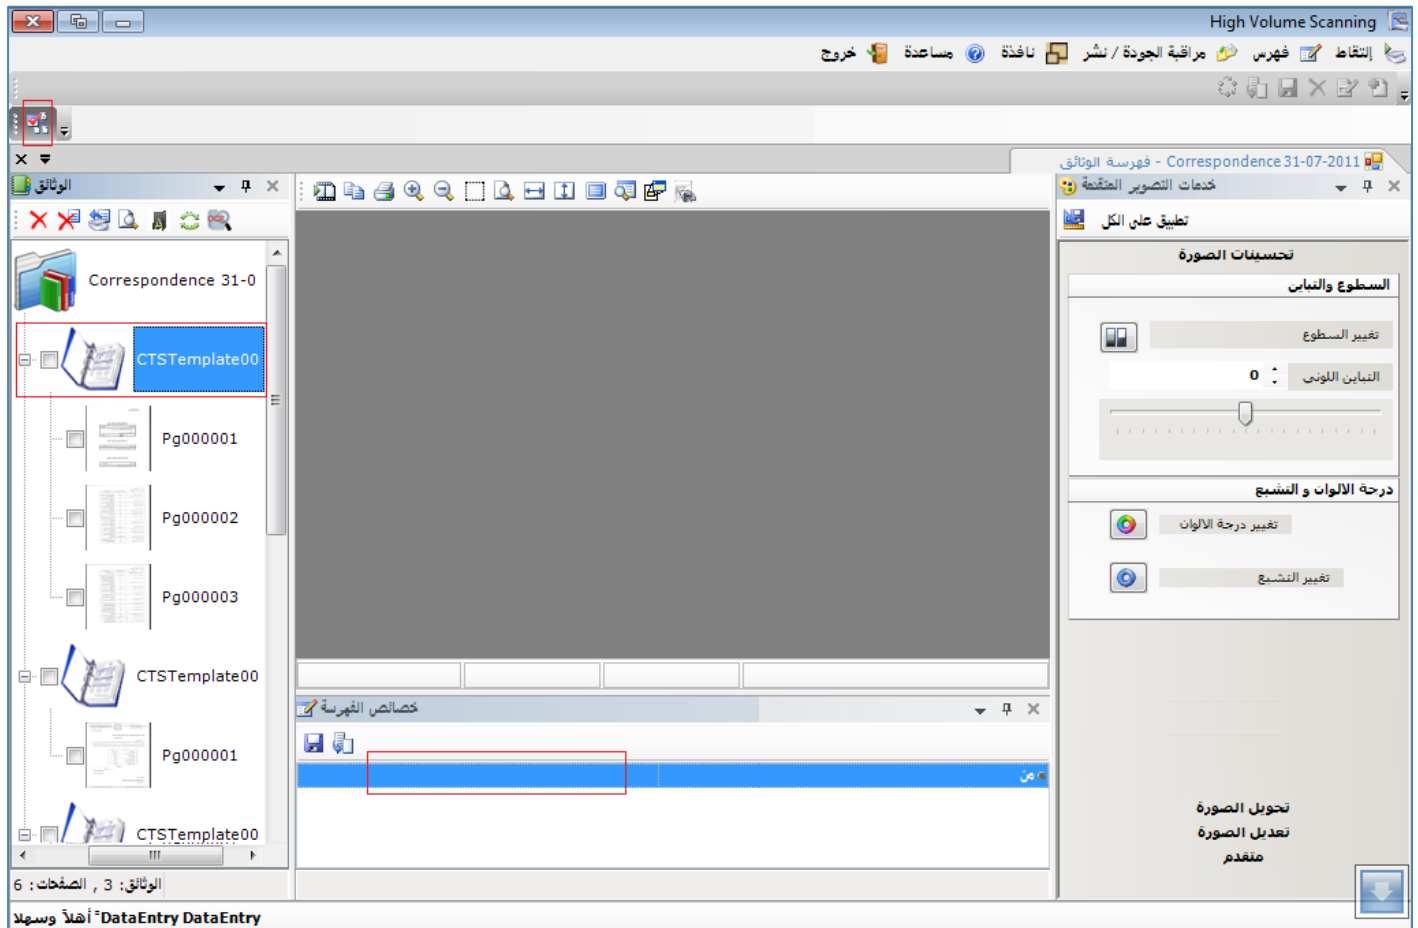 High Volume Scanning
إلتقاط فهرس مراقبة الجودة / نشر نافذة مساعدة خروج
Correspondence 31-07-2011 - فهرسة الوثائق
خدمات التصوير المتقدمة
تطبيق على الكل
تحسينات الصورة
السطوع والتباين
تغيير السطوع
التباين اللوني 0
درجة الالوان و التشبع
تغيير درجة الالوان
تغيير التشبع
تحويل الصورة
تعديل الصورة
متقدم
خصائص الفهرسة
من
الوثائق
Correspondence 31-0
CTSTemplate00
Pg000001
Pg000002
Pg000003
CTSTemplate00
Pg000001
CTSTemplate00
الوثائق: 3 , الصفحات: 6
أهلاً وسهلا DataEntry DataEntry